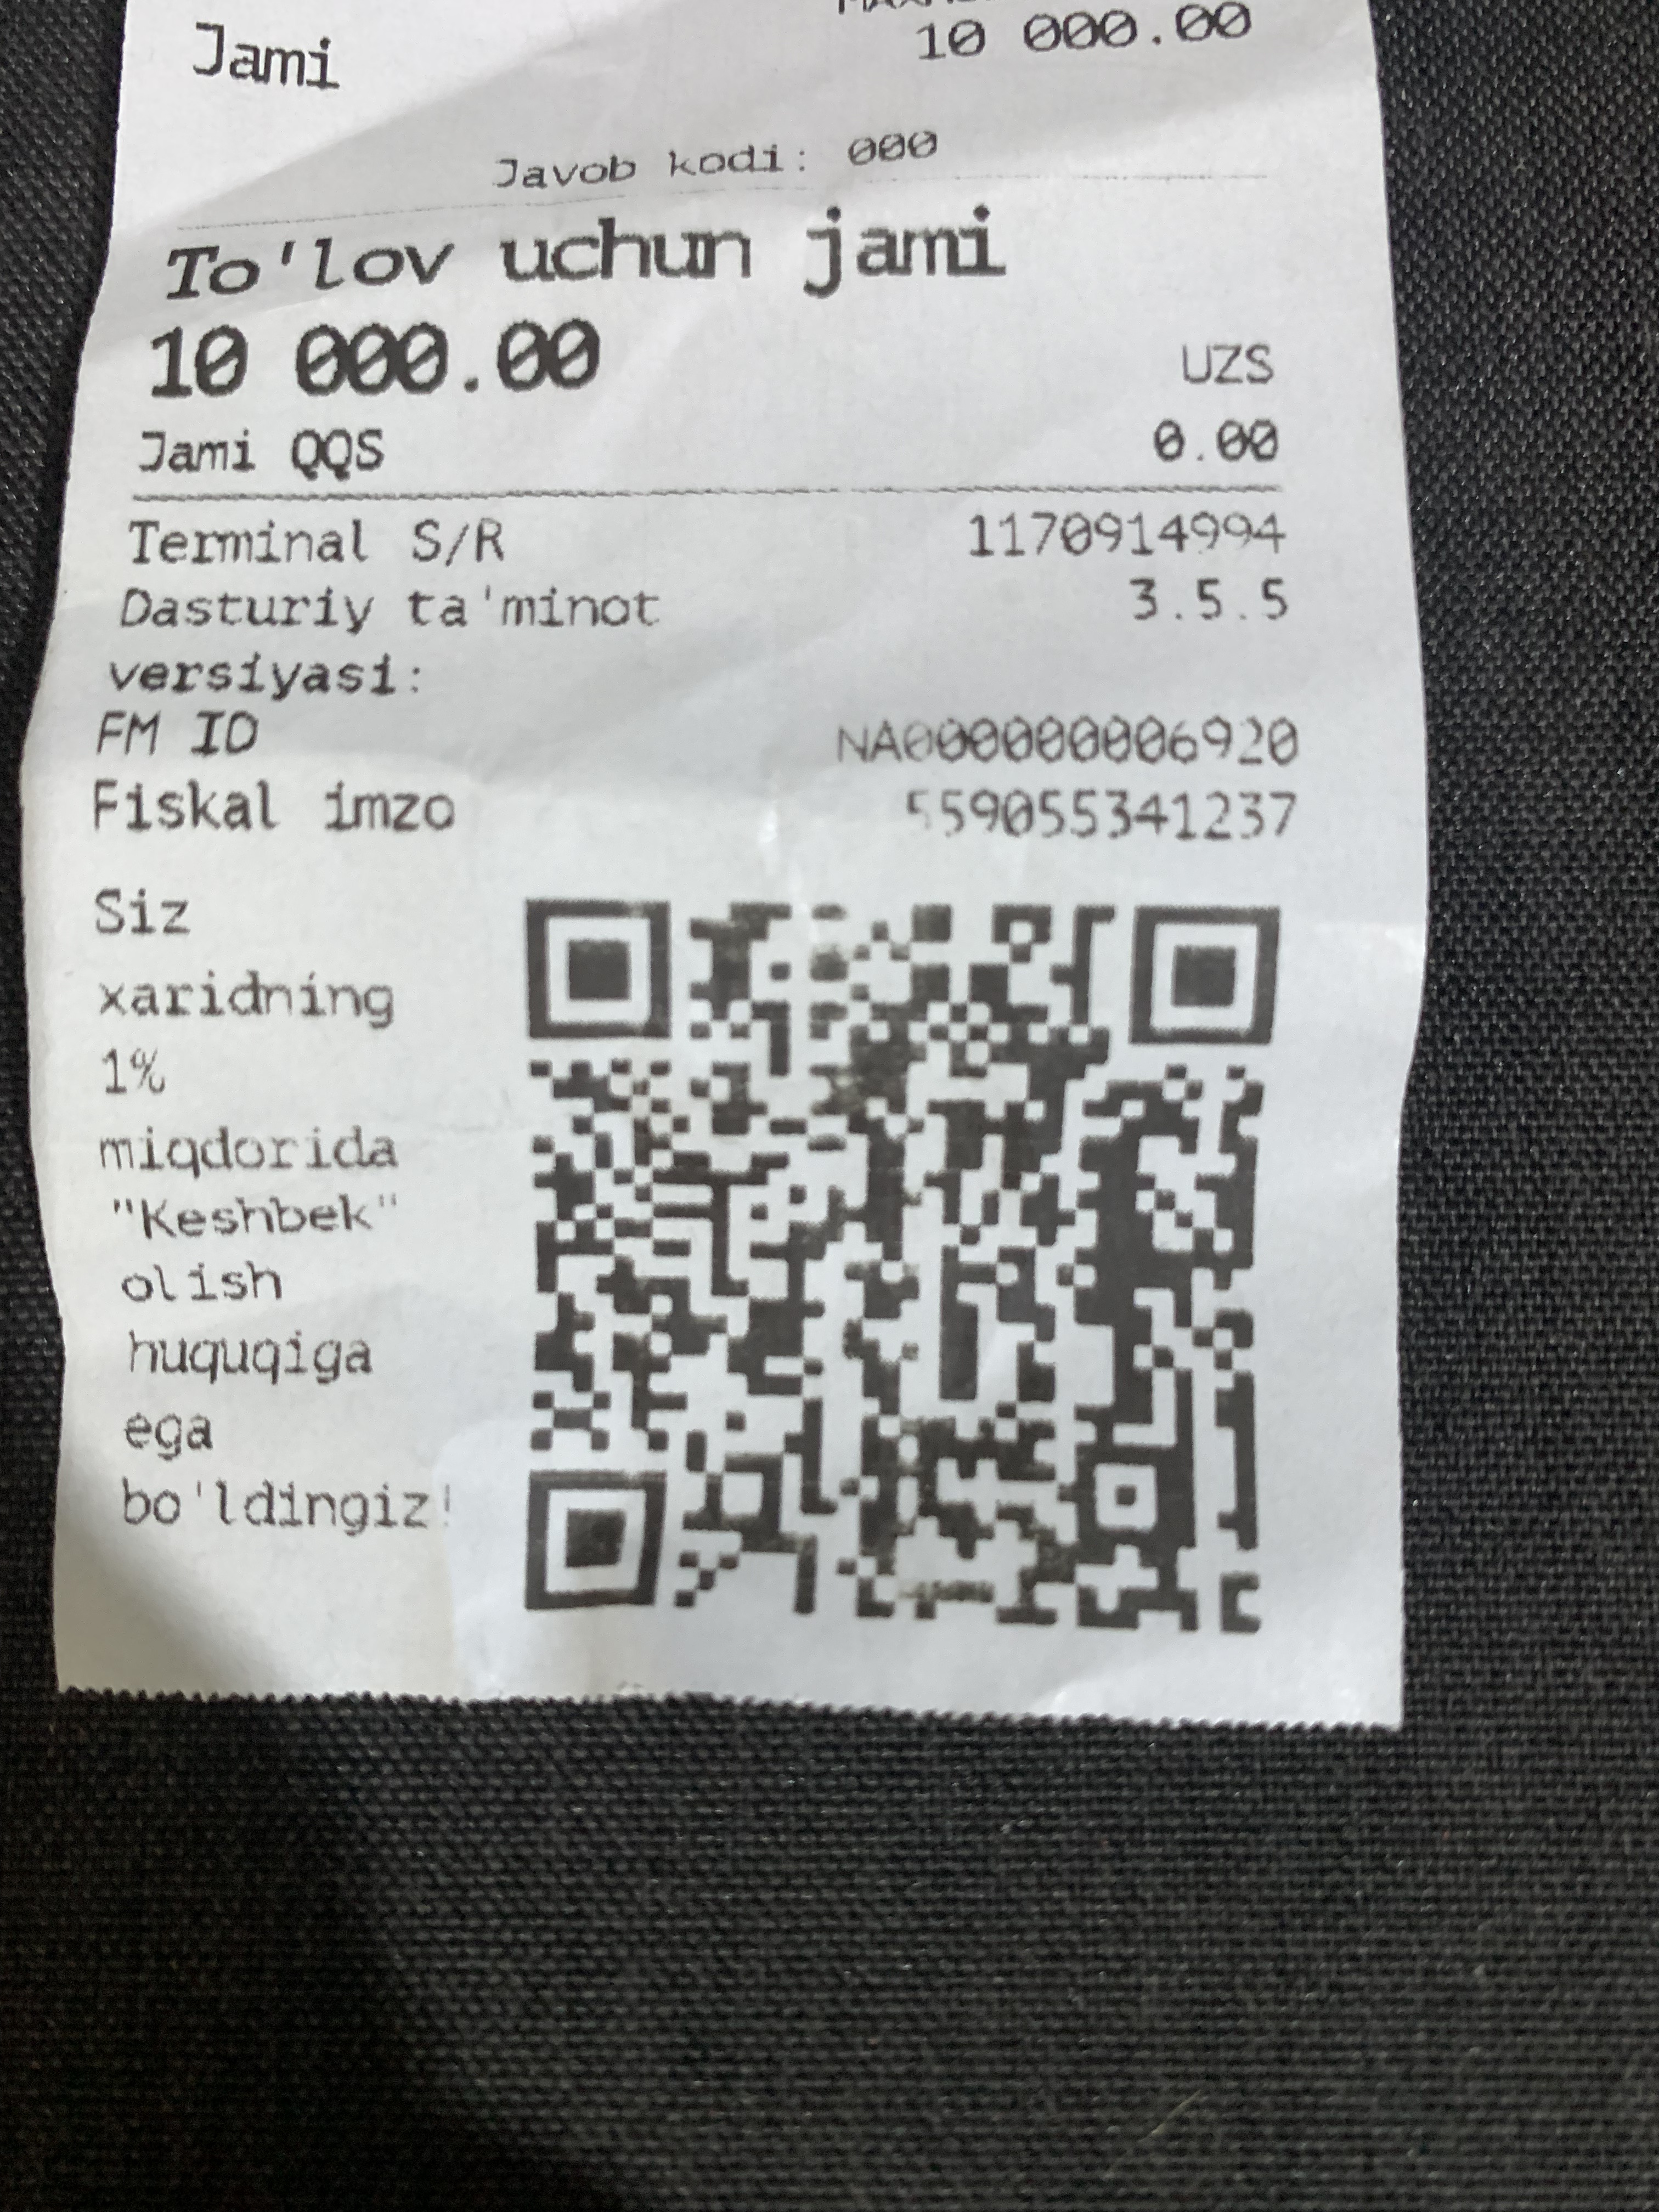 Jami 10 000.00
Javob kodi: 000
To'lov uchun jami
10 000.00 UZS
Jami QQS 0.00
Terminal S/R 1170914994
Dasturiy ta'minot 3.5.5
versiyasi:
FM ID NA000000006920
Fiskal imzo 559055341237
Siz
xaridning
1%
miqdorida
"Keshbek"
olish
huquqiga
ega
bo'ldingiz!